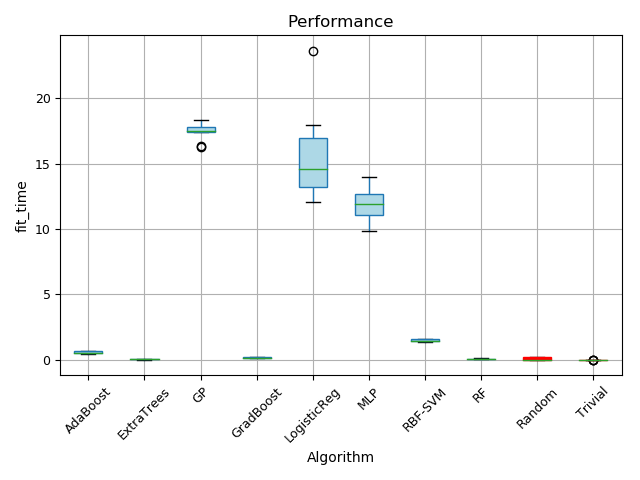 Performance
fit_time
20
15
10
5
0
AdaBoost
ExtraTrees
GP
GradBoost
LogisticReg
MLP
RBF-SVM
RF
Random
Trivial
Algorithm